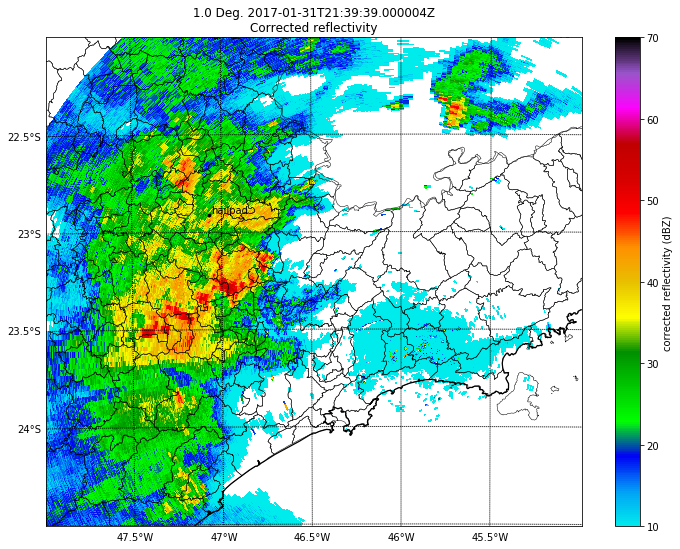 1.0 Deg. 2017-01-31T21:39:39.000004Z
Corrected reflectivity
22.5°S
23°S
23.5°S
24°S
47.5°W
47°W
46.5°W
46°W
45.5°W
70
60
50
40
30
20
10
corrected reflectivity (dBZ)